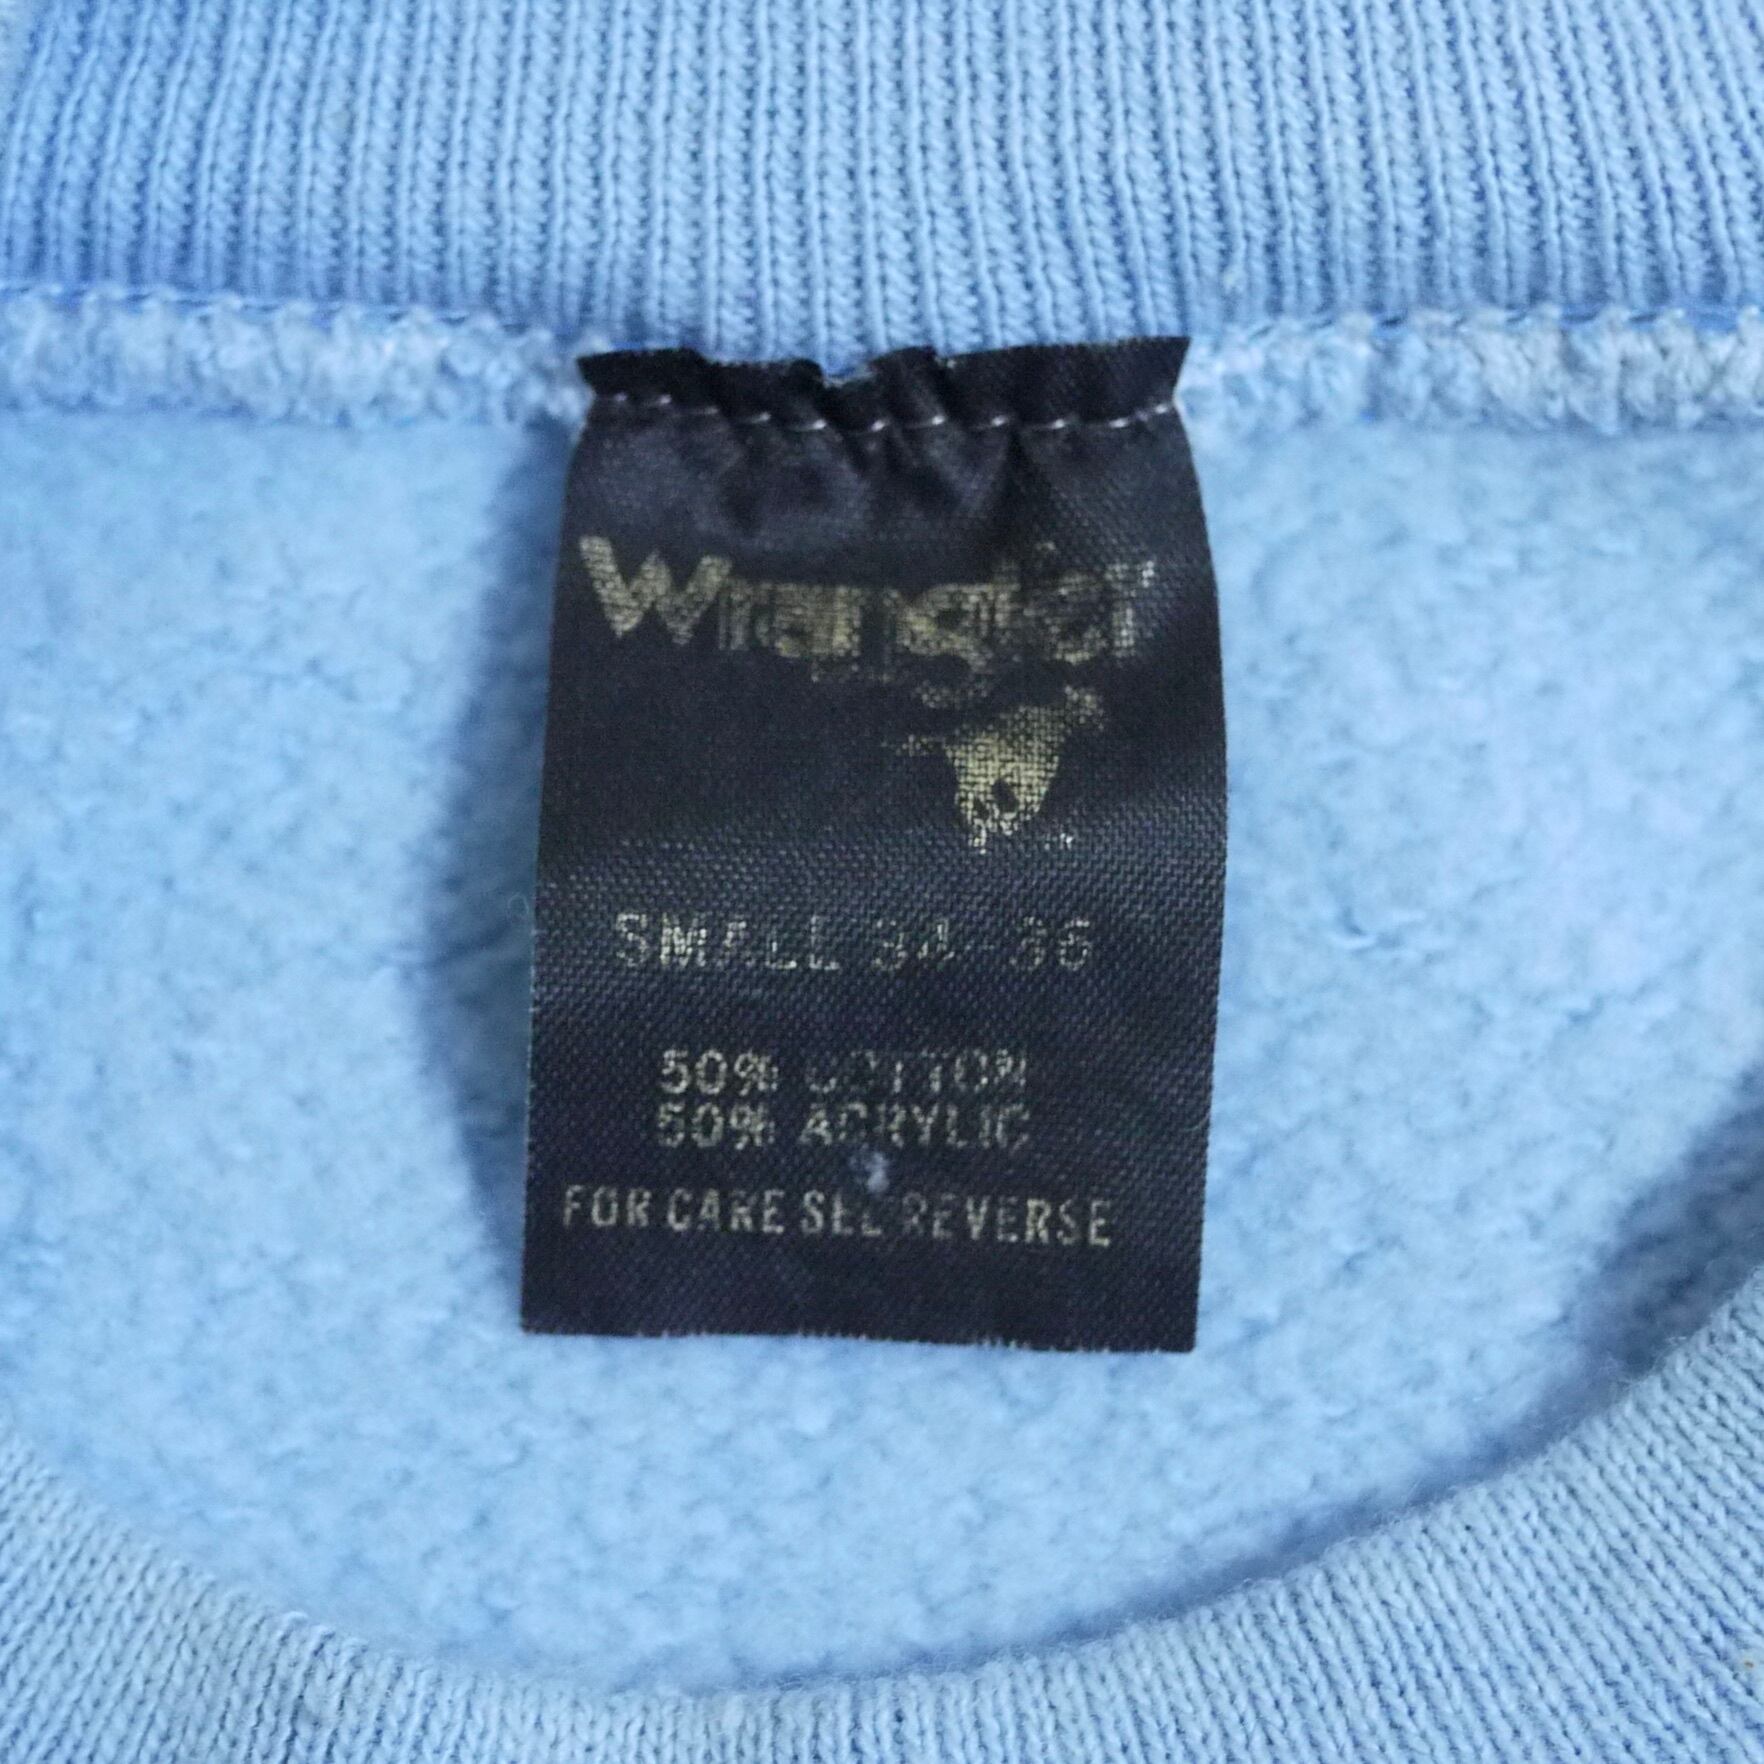 Wrangler
SMALL 34-36
50% COTTON
50% ACRYLIC
FOR CARE SEE REVERSE